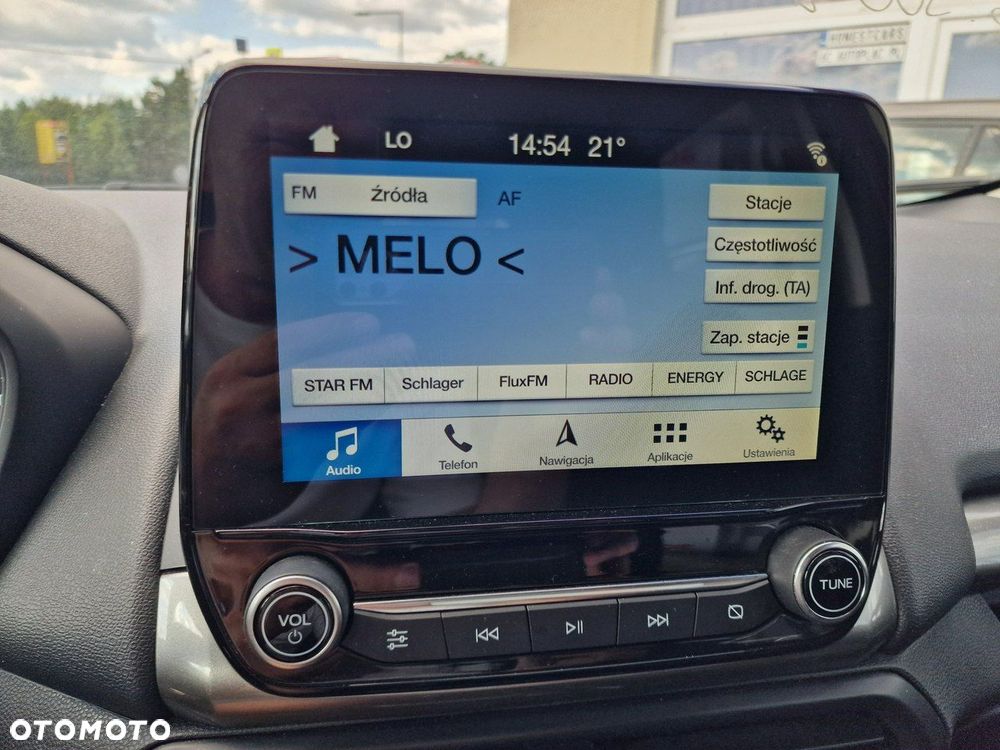 HOMESTCARS
LO 14:54 21°
FM Źródła AF Stacje
> MELO < Częstotliwość
Inf. drog. (TA)
Zap. stacje
STAR FM Schlager FluxFM RADIO ENERGY SCHLAGE
Audio Telefon Nawigacja Aplikacje Ustawienia
VOL TUNE
OTOMOTO